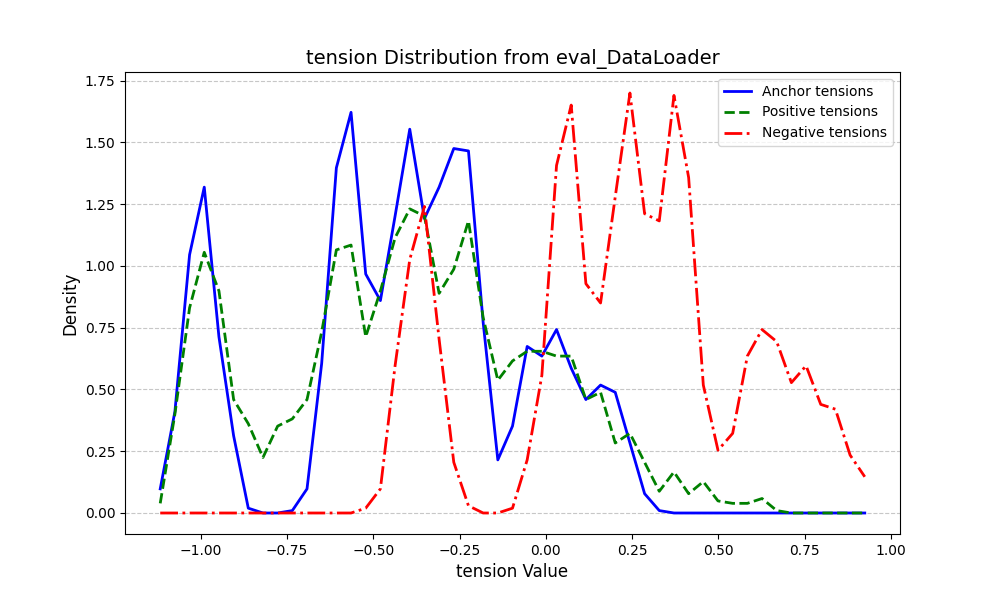 tension Distribution from eval_DataLoader
Anchor tensions
Positive tensions
Negative tensions
Density
1.75
1.50
1.25
1.00
0.75
0.50
0.25
0.00
−1.00 −0.75 −0.50 −0.25 0.00 0.25 0.50 0.75 1.00
tension Value